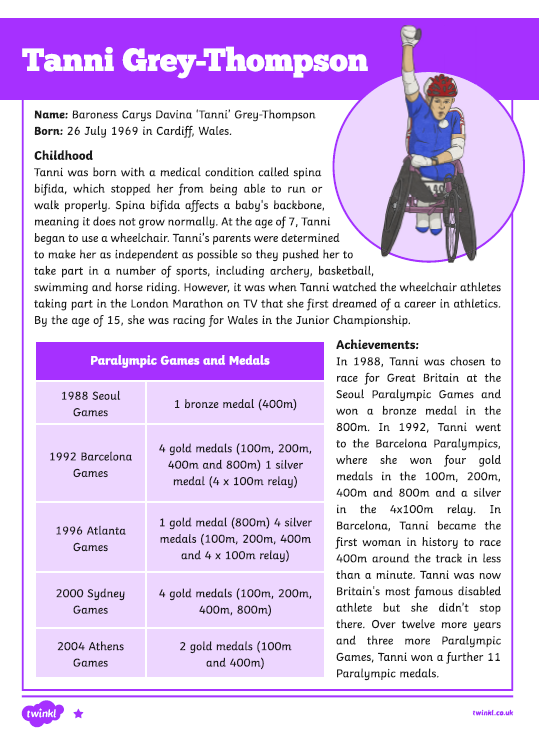 Tanni Grey-Thompson
Name: Baroness Carys Davina ‘Tanni’ Grey-Thompson
Born: 26 July 1969 in Cardiff, Wales.
Childhood
Tanni was born with a medical condition called spina
bifida, which stopped her from being able to run or
walk properly. Spina bifida affects a baby's backbone,
meaning it does not grow normally. At the age of 7, Tanni
began to use a wheelchair. Tanni's parents were determined
to make her as independent as possible so they pushed her to
take part in a number of sports, including archery, basketball,
swimming and horse riding. However, it was when Tanni watched the wheelchair athletes
taking part in the London Marathon on TV that she first dreamed of a career in athletics.
By the age of 15, she was racing for Wales in the Junior Championship.
Paralympic Games and Medals
1988 Seoul
Games
1 bronze medal (400m)
1992 Barcelona
Games
4 gold medals (100m, 200m,
400m and 800m) 1 silver
medal (4 x 100m relay)
1996 Atlanta
Games
1 gold medal (800m) 4 silver
medals (100m, 200m, 400m
and 4 x 100m relay)
2000 Sydney
Games
4 gold medals (100m, 200m,
400m, 800m)
2004 Athens
Games
2 gold medals (100m
and 400m)
Achievements:
In 1988, Tanni was chosen to
race for Great Britain at the
Seoul Paralympic Games and
won a bronze medal in the
800m. In 1992, Tanni went
to the Barcelona Paralympics,
where she won four gold
medals in the 100m, 200m,
400m and 800m and a silver
in the 4x100m relay. In
Barcelona, Tanni became the
first woman in history to race
400m around the track in less
than a minute. Tanni was now
Britain's most famous disabled
athlete but she didn't stop
there. Over twelve more years
and three more Paralympic
Games, Tanni won a further 11
Paralympic medals.
twinkl
twinkl.co.uk